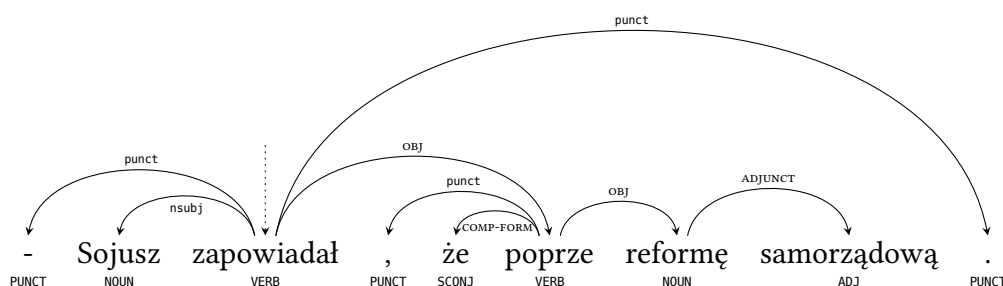 punct
OBJ
punct nsubj punct OBJ ADJUNCT
COMP-FORM
- Sojusz zapowiadał , że poprze reformę samorządową .
PUNCT NOUN VERB PUNCT SCONJ VERB NOUN ADJ PUNCT